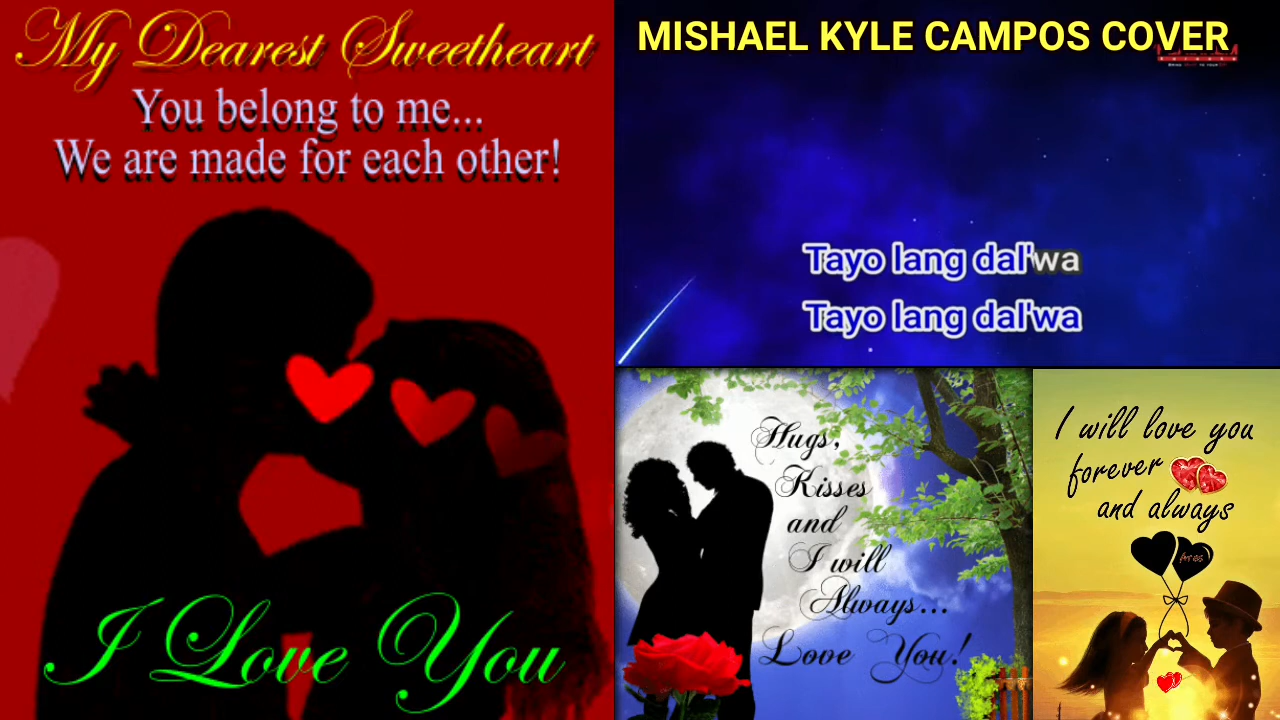 My Dearest Sweetheart
You belong to me...
We are made for each other!
I Love You
MISHAEL KYLE CAMPOS COVER
Tayo lang dal'wa
Tayo lang dal'wa
Hugs,
Kisses
and
I will
Always...
Love You!
I will love you
forever
and always